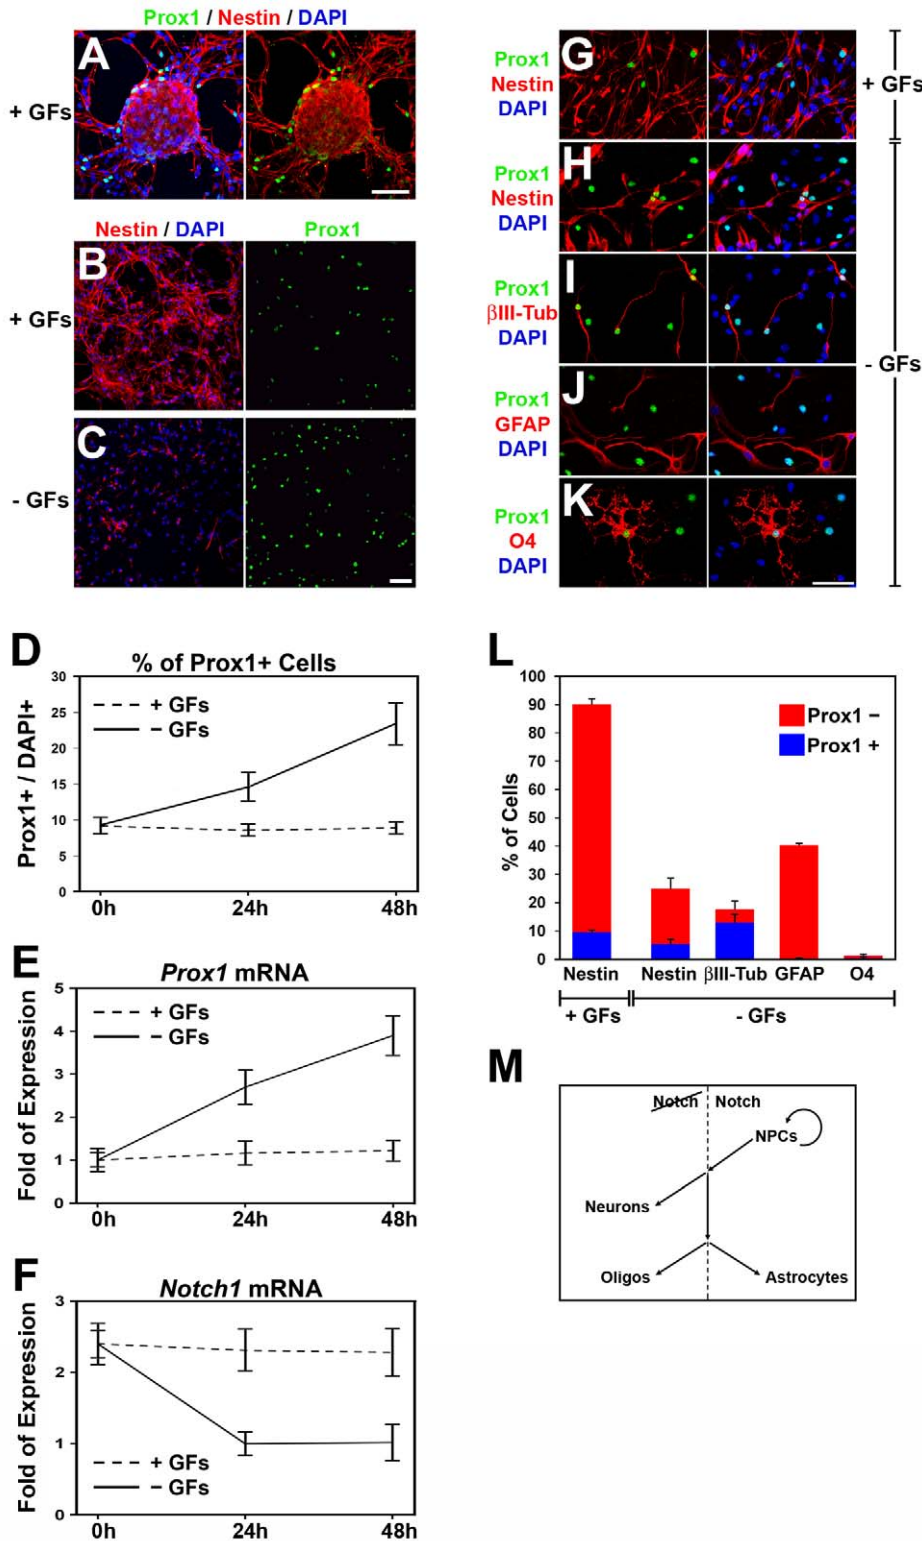 Prox1 / Nestin / DAPI
A
+ GFs
Nestin / DAPI
Prox1
B
+ GFs
C
- GFs
G
Prox1
Nestin
DAPI
+ GFs
H
Prox1
Nestin
DAPI
I
Prox1
βIII-Tub
DAPI
- GFs
J
Prox1
GFAP
DAPI
K
Prox1
O4
DAPI
D
% of Prox1+ Cells
Prox1+ / DAPI+
30
25
20
15
10
5
0
+ GFs
− GFs
0h
24h
48h
E
Prox1 mRNA
Fold of Expression
5
4
3
2
1
0
+ GFs
− GFs
0h
24h
48h
F
Notch1 mRNA
Fold of Expression
3
2
1
0
+ GFs
− GFs
0h
24h
48h
L
% of Cells
100
90
80
70
60
50
40
30
20
10
0
Prox1 −
Prox1 +
Nestin
Nestin
βIII-Tub
GFAP
O4
+ GFs
- GFs
M
Notch
Notch
NPCs
Neurons
Oligos
Astrocytes